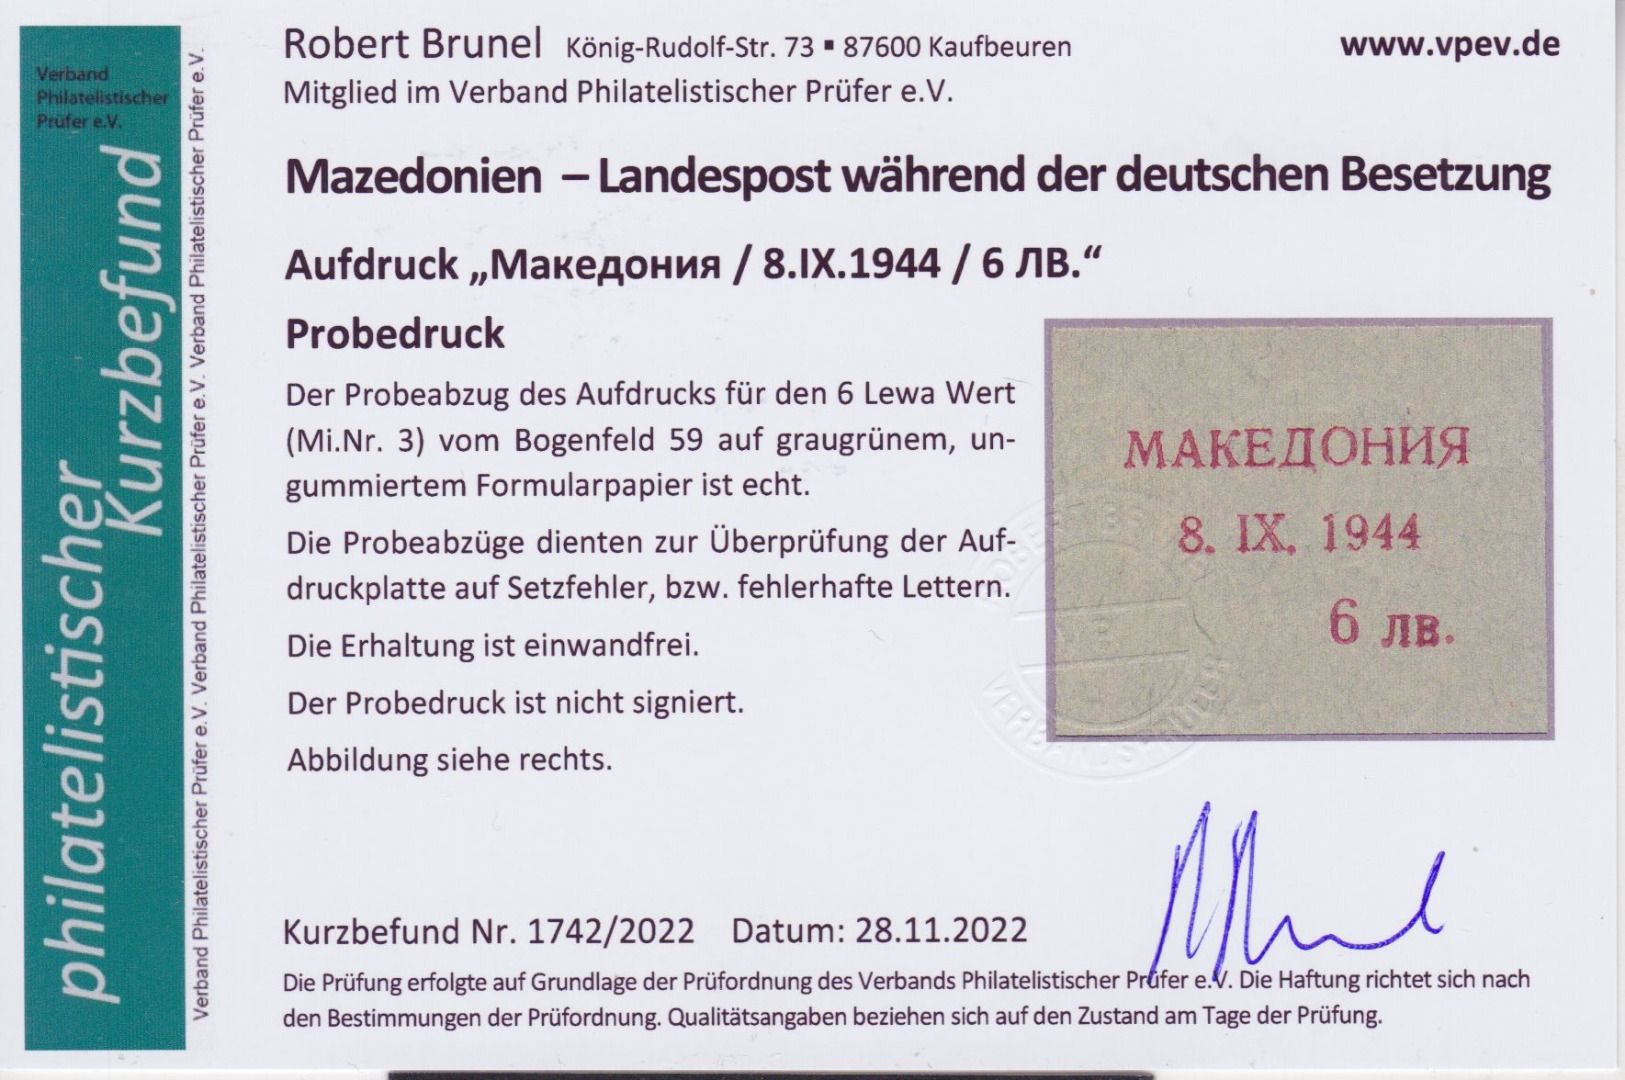 Verband
Philatelistischer
Prüfer e.V.
philatelistischer
Kurzbefund
Verband Philatelistischer Prüfer e.V. Verband Philatelistischer Prüfer e.V. Verband Philatelistischer Prüfer e.V. Verband Philatelistischer Prüfer e.V.
Robert Brunel König-Rudolf-Str. 73 ▪ 87600 Kaufbeuren
www.vpev.de
Mitglied im Verband Philatelistischer Prüfer e.V.
Mazedonien – Landespost während der deutschen Besetzung
Aufdruck „Македония / 8.IX.1944 / 6 ЛВ.“
Probedruck
Der Probeabzug des Aufdrucks für den 6 Lewa Wert
(Mi.Nr. 3) vom Bogenfeld 59 auf graugrünem, un-
gummiertem Formularpapier ist echt.
Die Probeabzüge dienten zur Überprüfung der Auf-
druckplatte auf Setzfehler, bzw. fehlerhafte Lettern.
Die Erhaltung ist einwandfrei.
Der Probedruck ist nicht signiert.
Abbildung siehe rechts.
МАКЕДОНИЯ
8. IX. 1944
6 лв.
Kurzbefund Nr. 1742/2022 Datum: 28.11.2022
Die Prüfung erfolgte auf Grundlage der Prüfordnung des Verbands Philatelistischer Prüfer e.V. Die Haftung richtet sich nach
den Bestimmungen der Prüfordnung. Qualitätsangaben beziehen sich auf den Zustand am Tage der Prüfung.